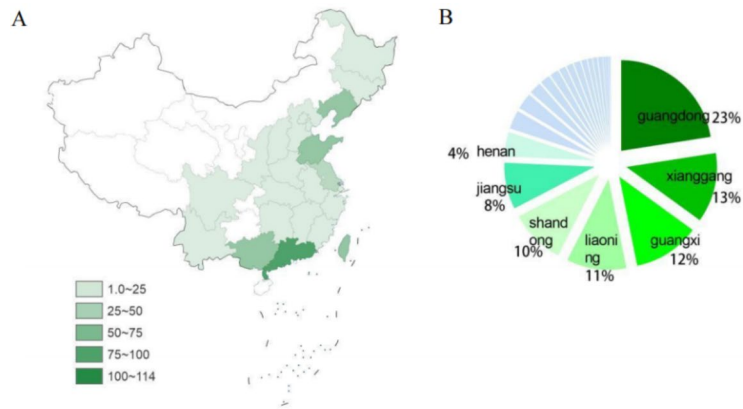 A
B
1.0~25
25~50
50~75
75~100
100~114
guangdong 23%
xianggang
13%
guangxi
12%
liaoni
ng
11%
shand
ong
10%
jiangsu
8%
4% henan